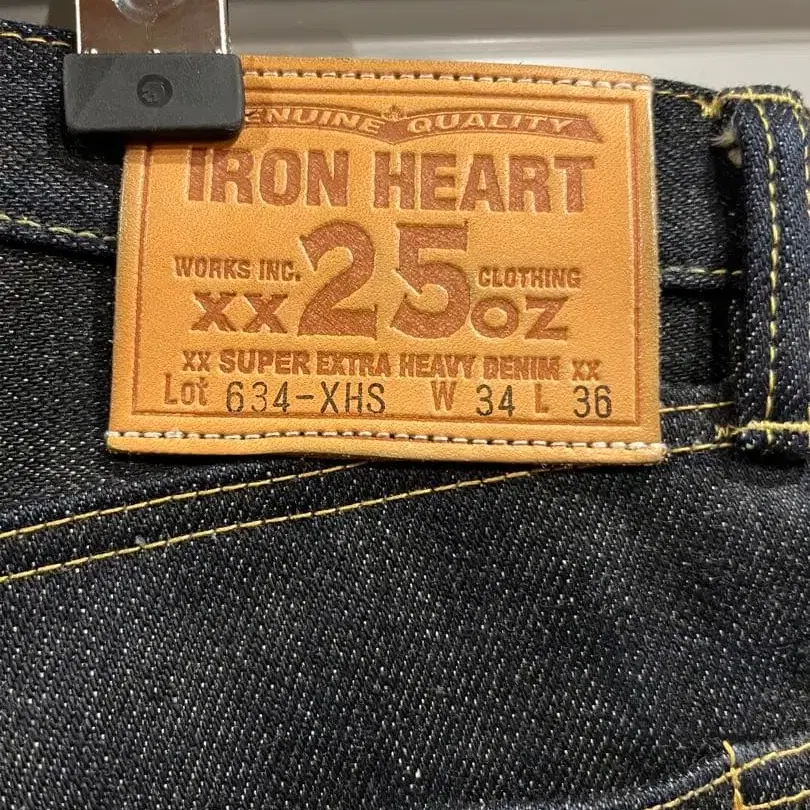 ENUINE QUALITY
IRON HEART
WORKS INC. 25 CLOTHING
XX OZ
XX SUPER EXTRA HEAVY DENIM XX
Lot 634-XHS W 34 L 36